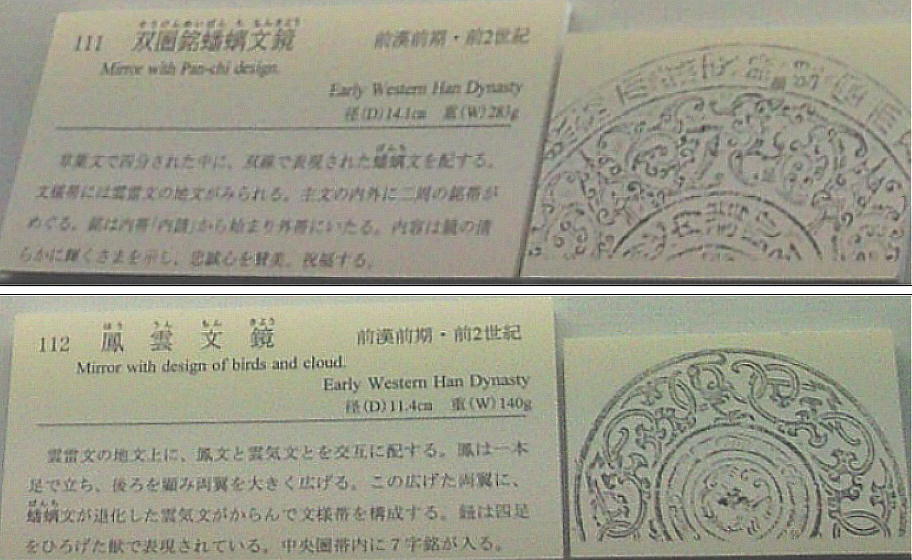 111 双圏銘蟠螭文鏡 前漢前期・前2世紀
Mirror with Pan-chi design.
Early Western Han Dynasty
径(D)14.1cm 重(W)283g
草葉文で四分された中に、双線で表現された蟠螭文を配する。
文様帯には雲雷文の地文がみられる。主文の内外に二周の銘帯が
めぐる。銘は内帯「内請」から始まり外帯にいたる。内容は鏡の清
らかに輝くさまを示し、忠誠心を賛美、祝福する。
ほう うん もん きょう
112 鳳雲文鏡 前漢前期・前2世紀
Mirror with design of birds and cloud.
Early Western Han Dynasty
径(D)11.4cm 重(W)140g
雲雷文の地文上に、鳳文と雲気文とを交互に配する。鳳は一本
足で立ち、後ろを顧み両翼を大きく広げる。この広げた両翼に、
ばんち
蟠螭文が退化した雲気文がからんで文様帯を構成する。鈕は四足
をひろげた獣で表現されている。中央圏帯内に7字銘が入る。